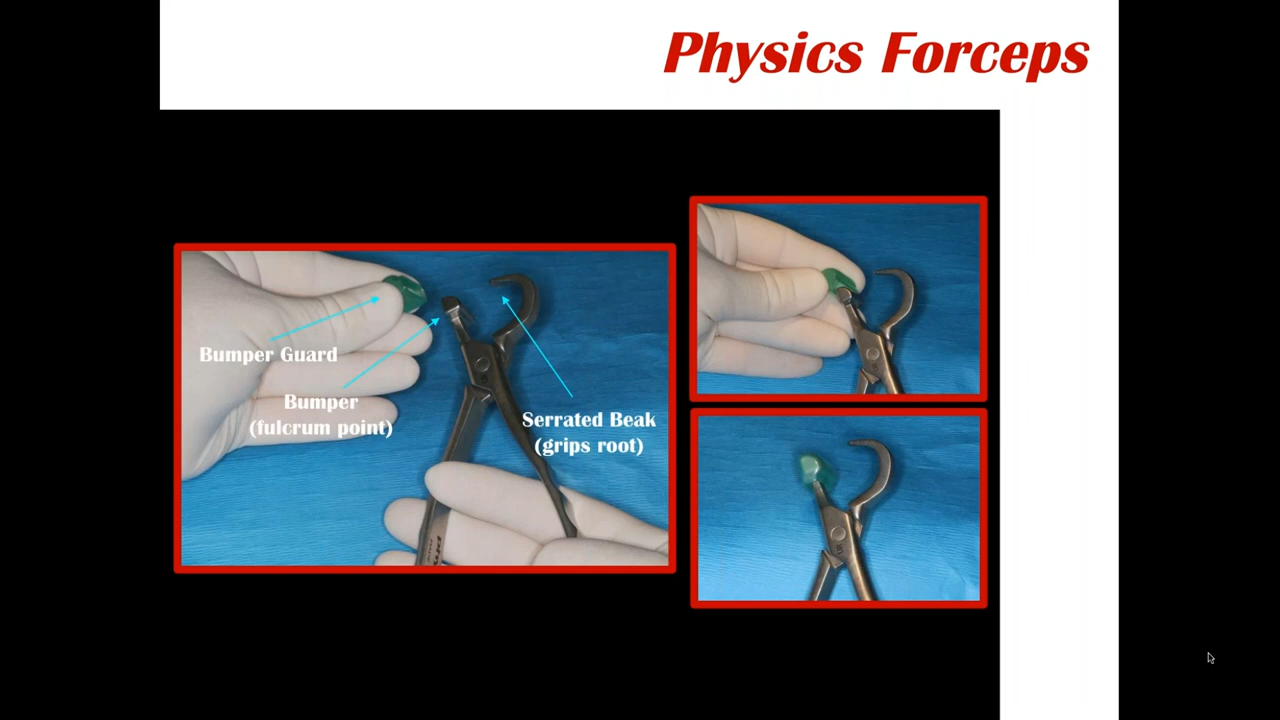 Physics Forceps
Bumper Guard
Bumper
(fulcrum point)
Serrated Beak
(grips root)